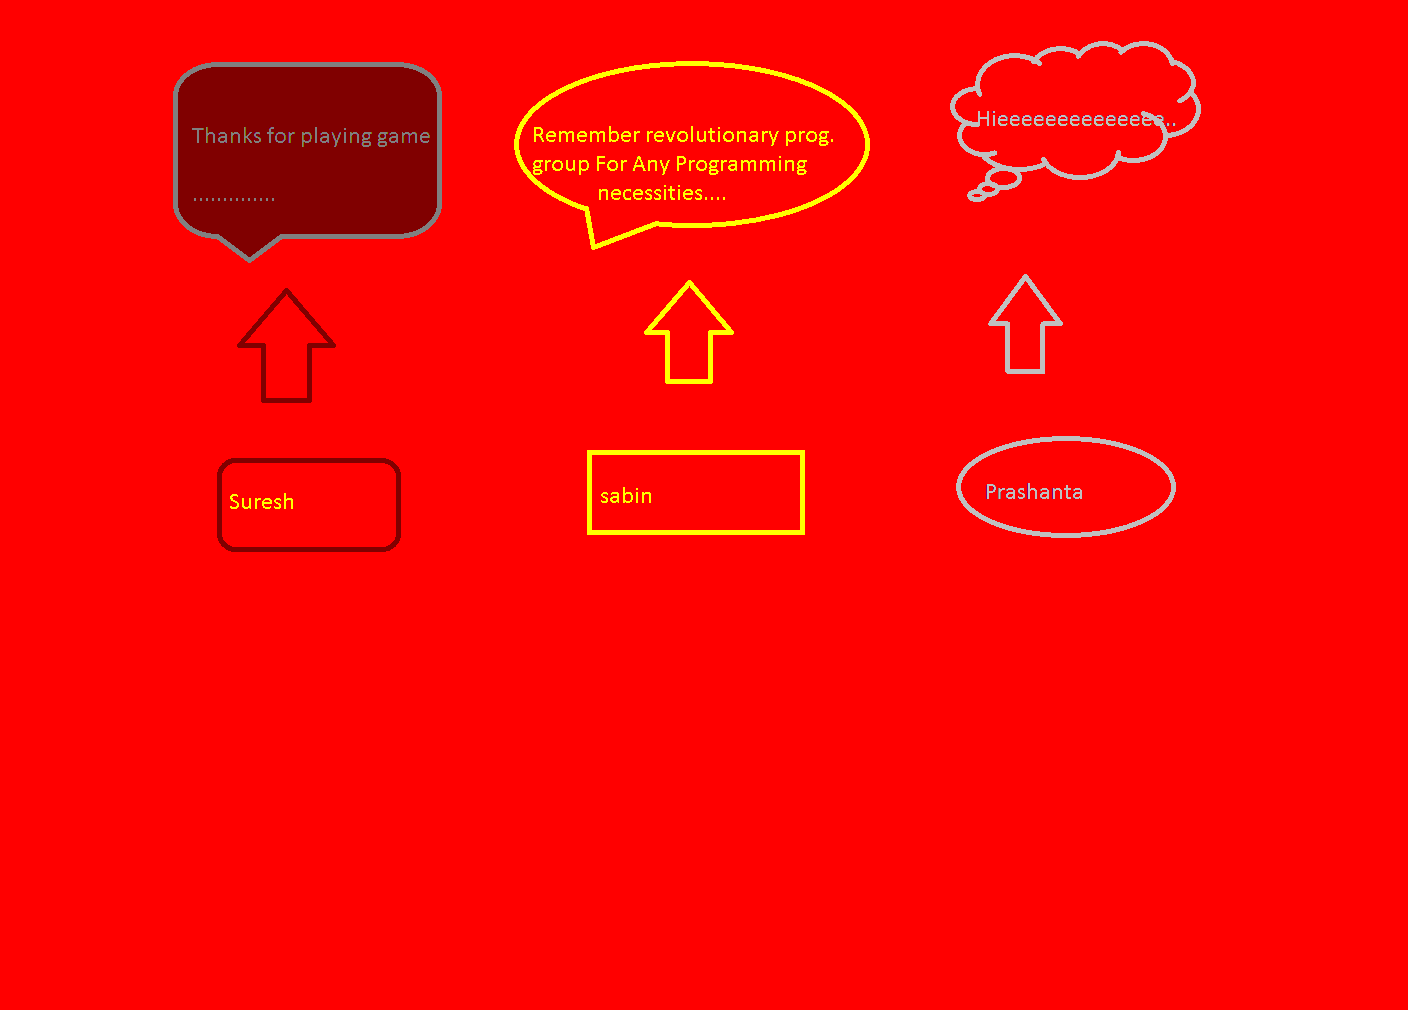 Thanks for playing game
..............
Remember revolutionary prog.
group For Any Programming
necessities....
Hieeeeeeeeeeeeee..
Suresh
sabin
Prashanta